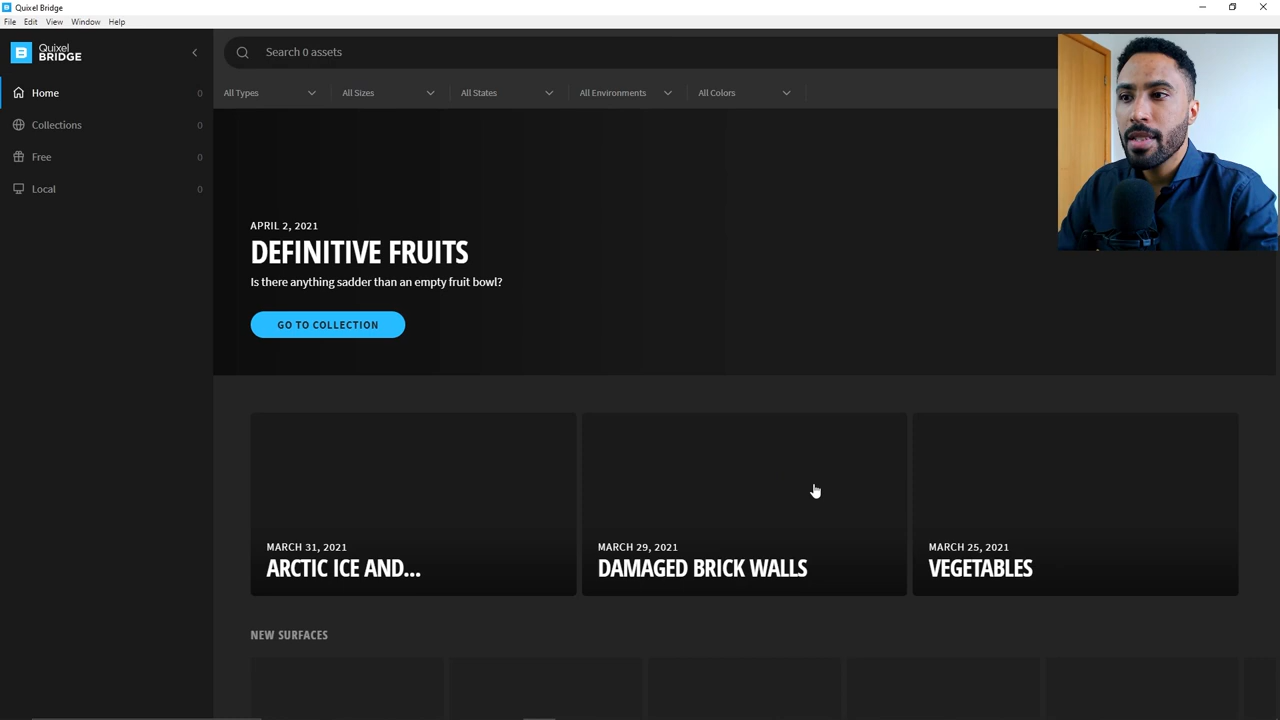 Quixel Bridge
File Edit View Window Help
Quixel
BRIDGE
Home 0
Collections 0
Free 0
Local 0
Search 0 assets
All Types All Sizes All States All Environments All Colors
APRIL 2, 2021
DEFINITIVE FRUITS
Is there anything sadder than an empty fruit bowl?
GO TO COLLECTION
MARCH 31, 2021
ARCTIC ICE AND...
MARCH 29, 2021
DAMAGED BRICK WALLS
MARCH 25, 2021
VEGETABLES
NEW SURFACES